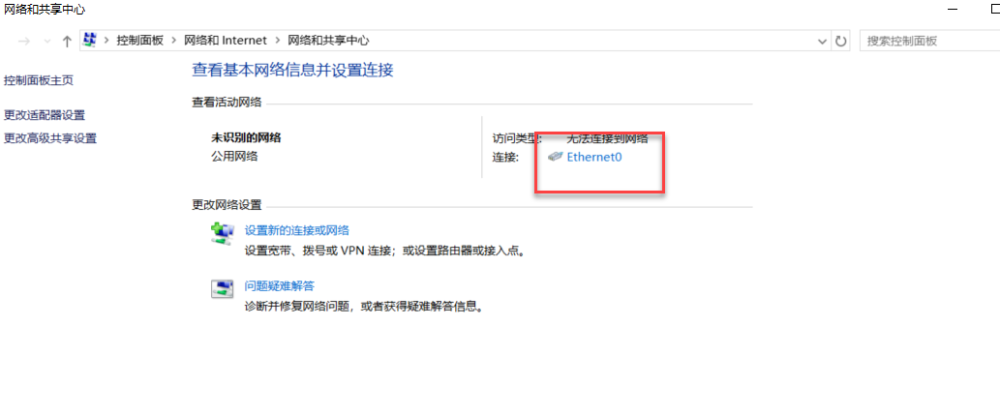 网络和共享中心
控制面板 网络和 Internet 网络和共享中心
搜索控制面板
控制面板主页
更改适配器设置
更改高级共享设置
查看基本网络信息并设置连接
查看活动网络
未识别的网络
公用网络
访问类型: 无法连接到网络
连接: Ethernet0
更改网络设置
设置新的连接或网络
设置宽带、拨号或 VPN 连接；或设置路由器或接入点。
问题疑难解答
诊断并修复网络问题，或者获得疑难解答信息。